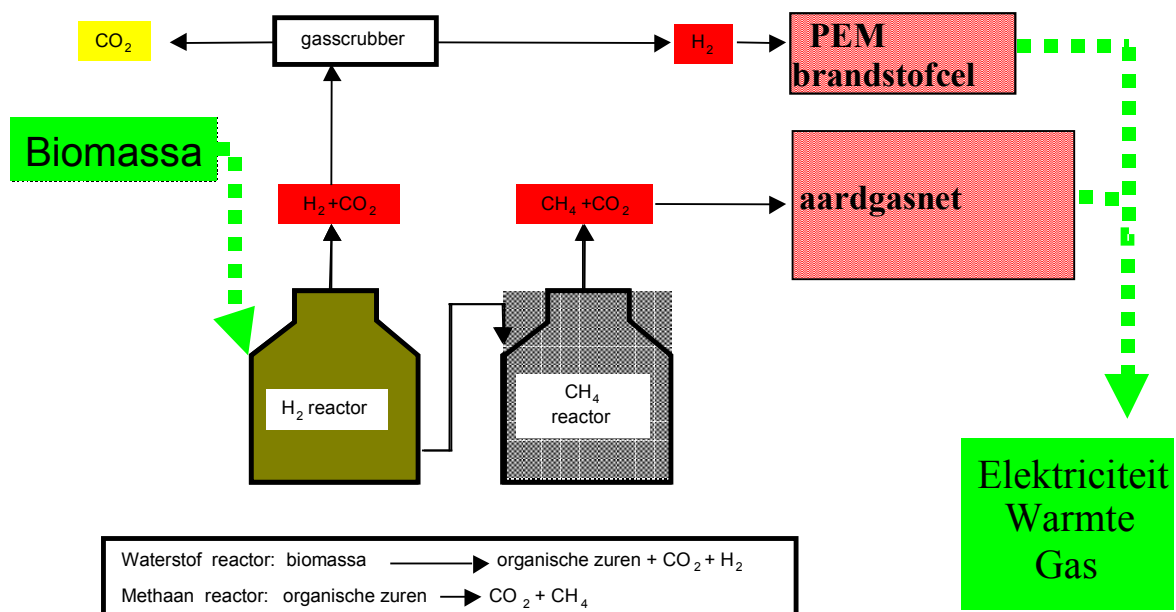 CO2
gasscrubber
H2
PEM
brandstofcel
Biomassa
H2+CO2
CH4+CO2
aardgasnet
H2 reactor
CH4
reactor
Elektriciteit
Warmte
Gas
Waterstof reactor: biomassa organische zuren + CO2 + H2
Methaan reactor: organische zuren CO2 + CH4